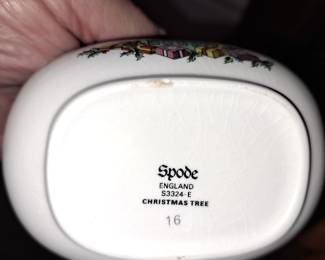 Spode
ENGLAND
S3324-E
CHRISTMAS TREE
16